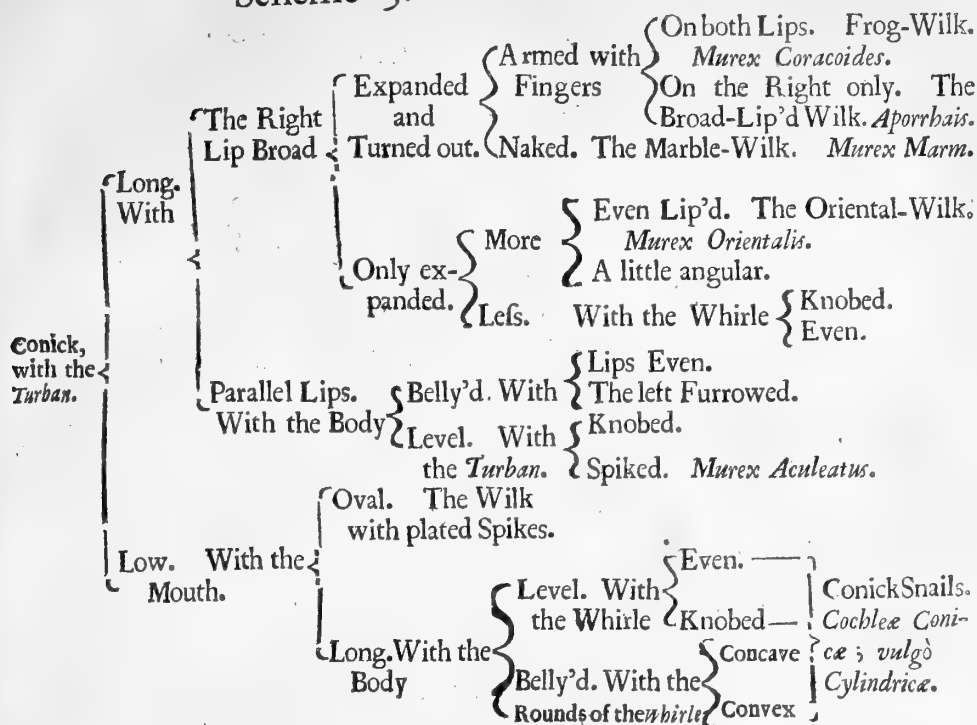 Scheme 3.
On both Lips. Frog-Wilk.
Armed with
Murex Coracoides.
Expanded
Fingers
On the Right only. The
The Right
and
Broad-Lip'd Wilk. Aporrhais.
Lip Broad
Turned out.
Naked. The Marble-Wilk. Murex Marm.
Long.
With
Even Lip'd. The Oriental-Wilk.
More
Murex Orientalis.
Only ex-
A little angular.
panded.
Leſs.
With the Whirle
Knobed.
Even.
Conick,
with the
Turban.
Parallel Lips.
With the Body
Belly'd. With
Lips Even.
The left Furrowed.
Level. With
the Turban.
Knobed.
Spiked. Murex Aculeatus.
Oval. The Wilk
with plated Spikes.
Low. With the
Mouth.
Long. With the
Body
Level. With
the Whirle
Even.
Knobed
Belly'd. With the
Rounds of the whirle
Concave
Convex
Conick Snails.
Cochleæ Coni-
cæ; vulgò
Cylindricæ.